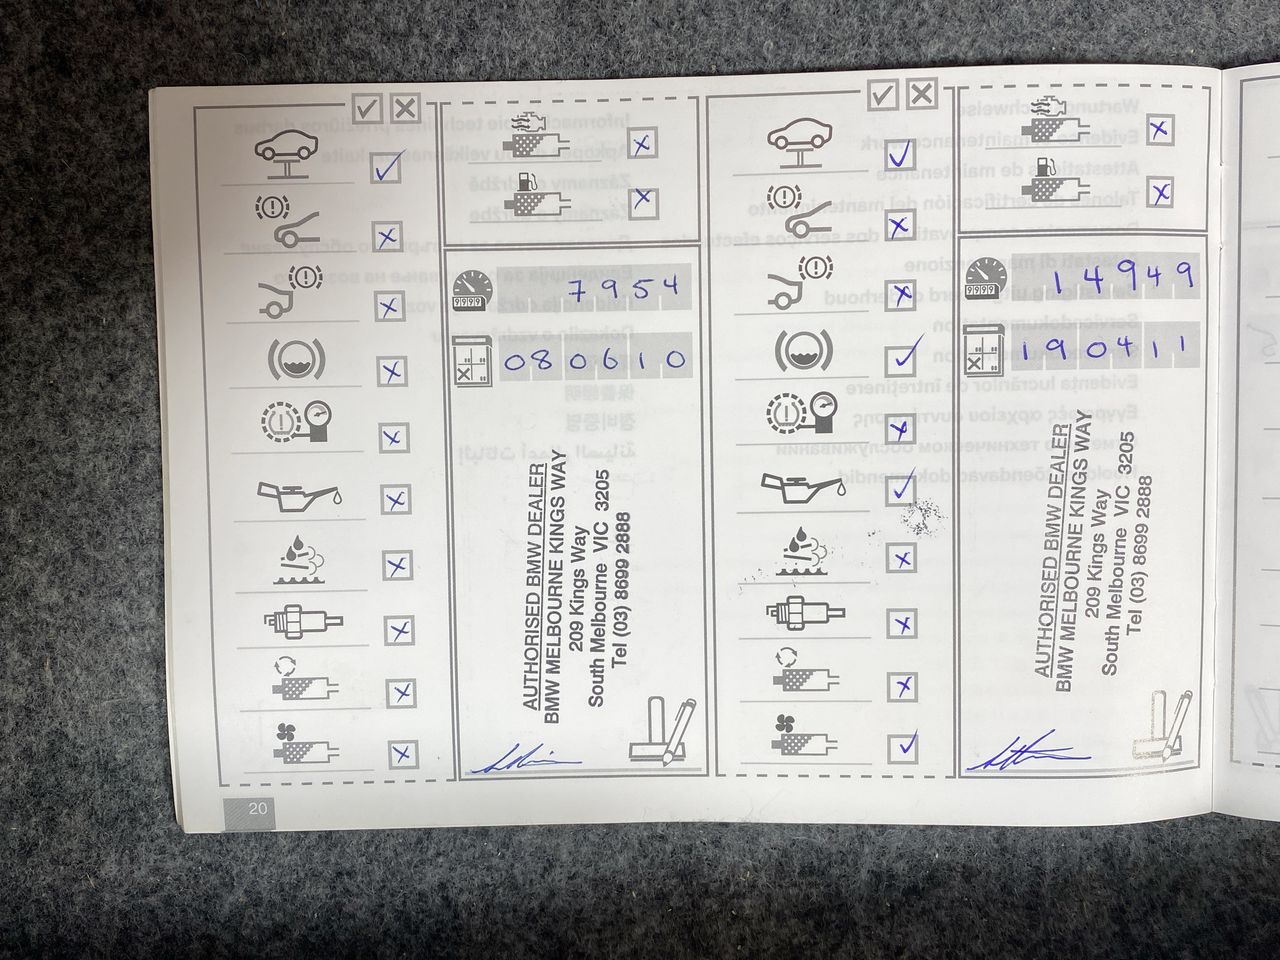 7954
080610
AUTHORISED BMW DEALER
BMW MELBOURNE KINGS WAY
209 Kings Way
South Melbourne VIC 3205
Tel (03) 8699 2888
14949
190411
AUTHORISED BMW DEALER
BMW MELBOURNE KINGS WAY
209 Kings Way
South Melbourne VIC 3205
Tel (03) 8699 2888
20